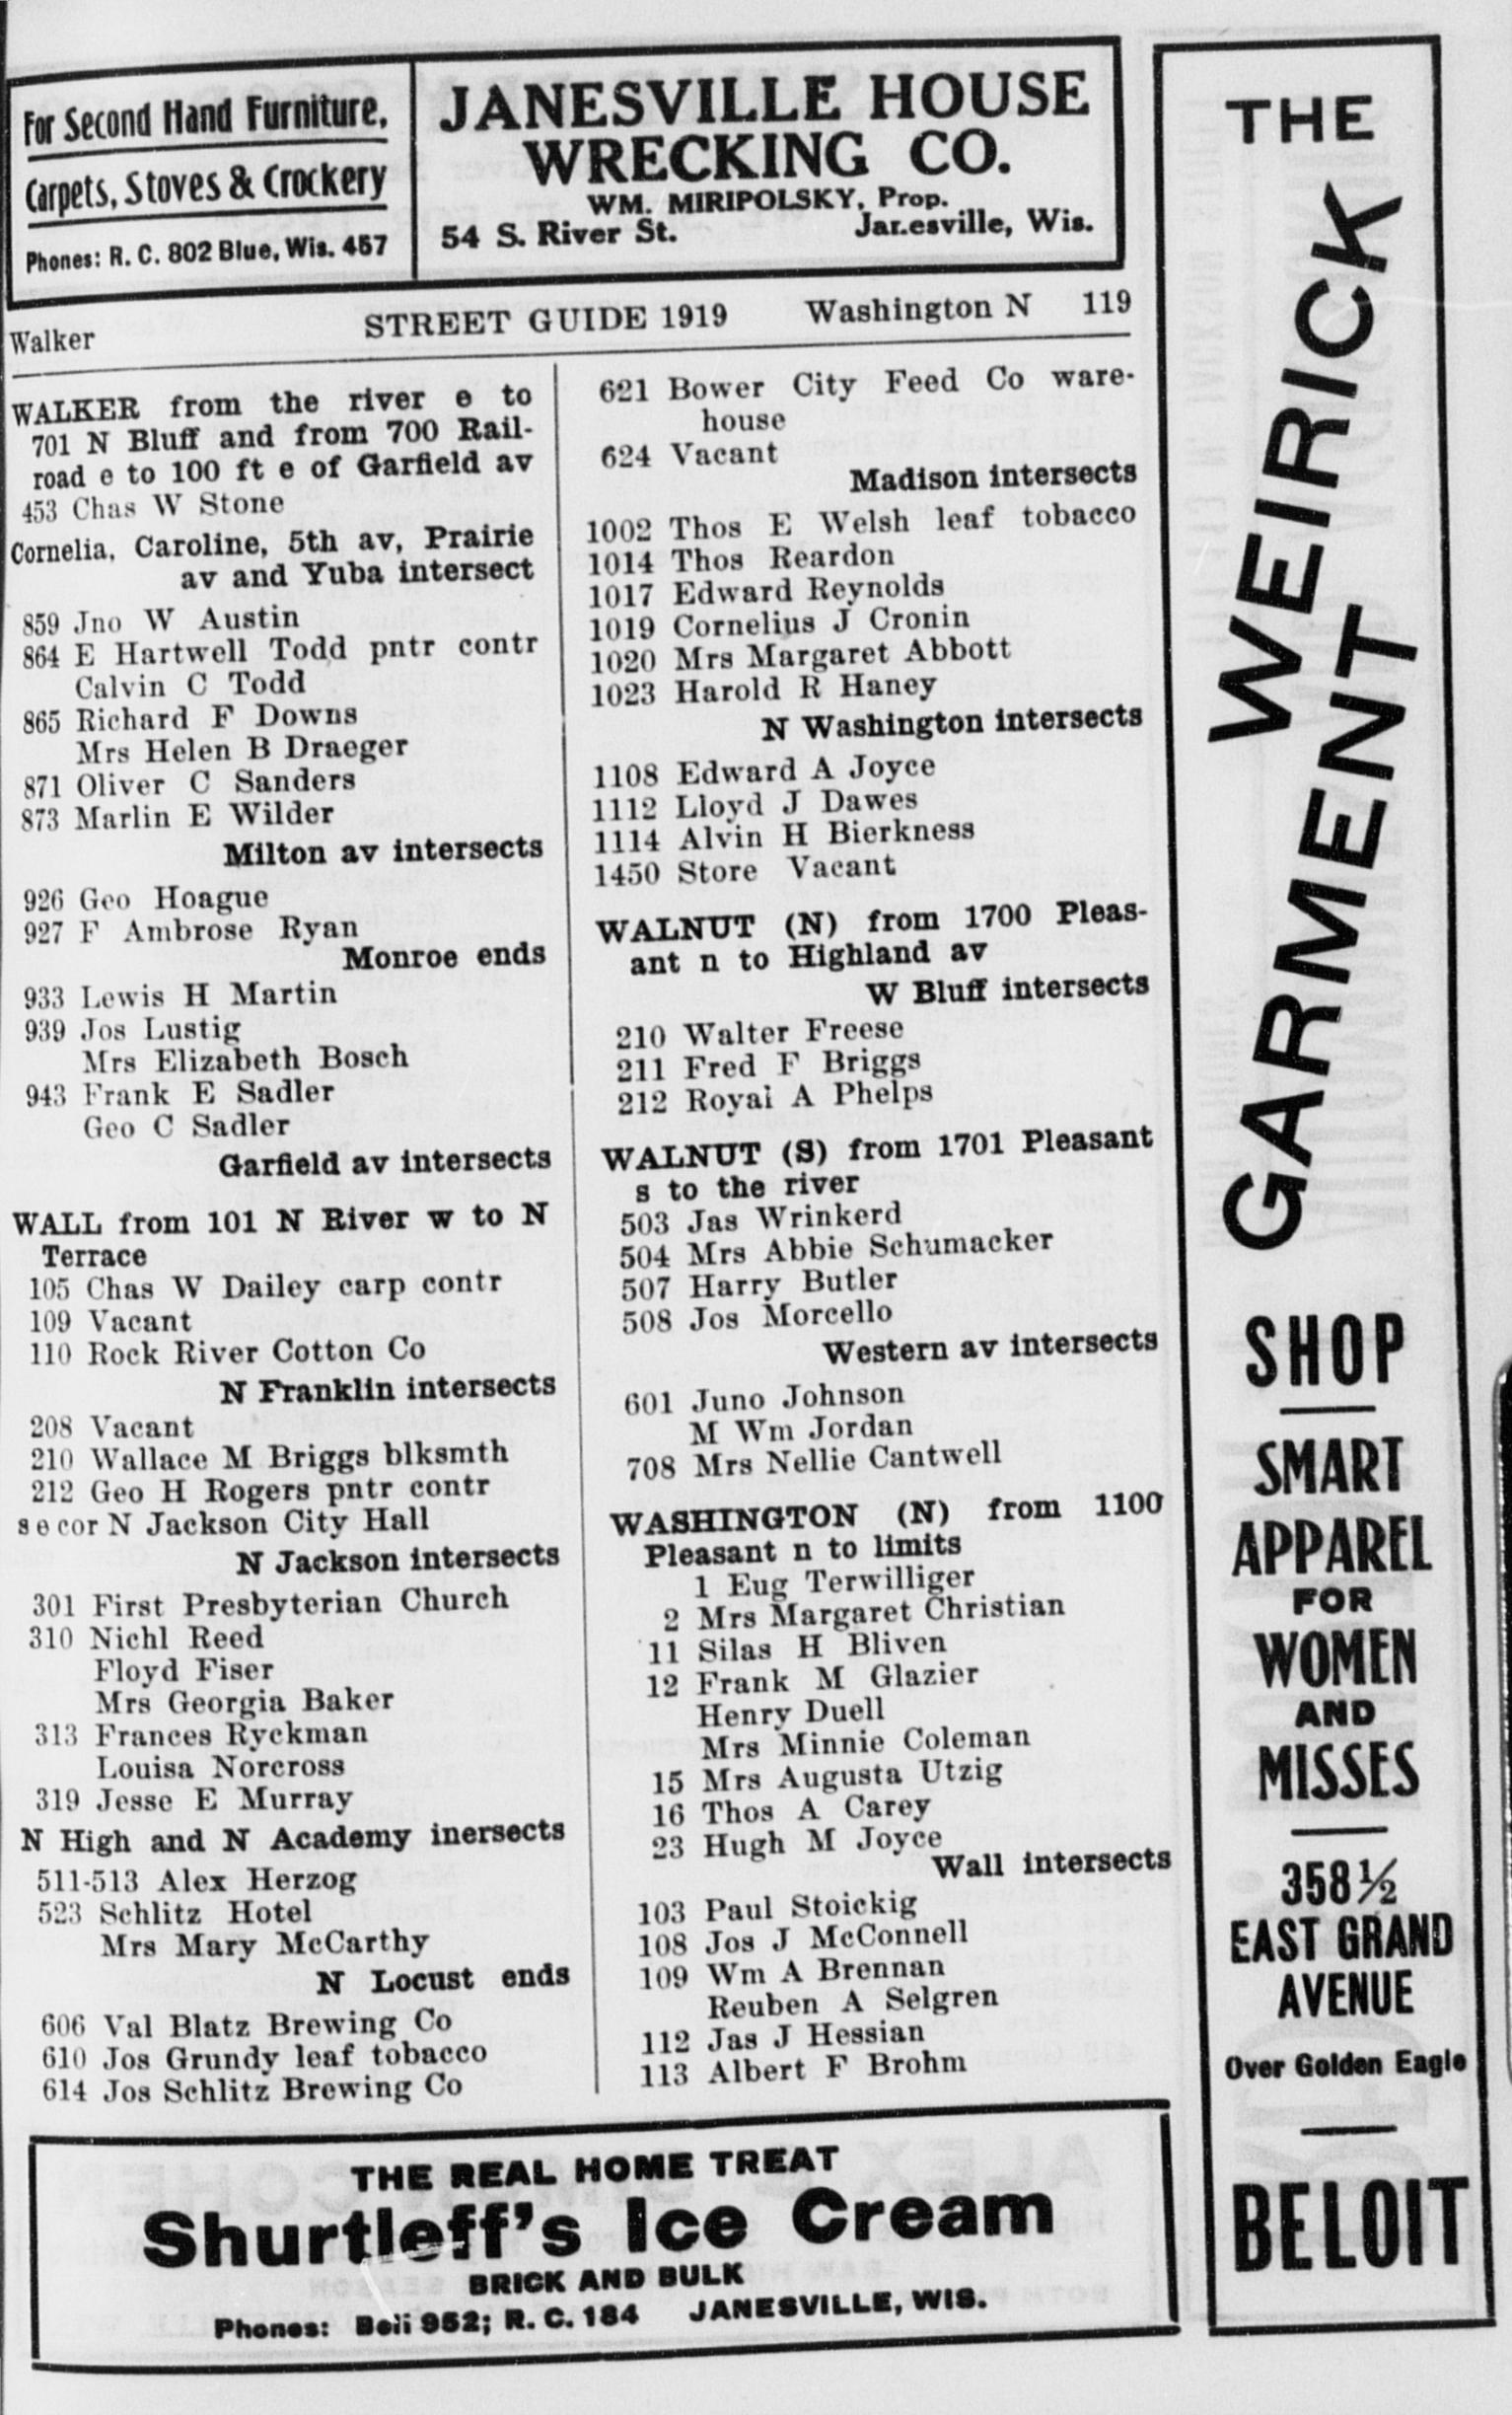 For Second Hand Furniture,
Carpets, Stoves & Crockery
Phones: R. C. 802 Blue, Wis. 457
JANESVILLE HOUSE
WRECKING CO.
WM. MIRIPOLSKY, Prop.
54 S. River St. Janesville, Wis.
Walker STREET GUIDE 1919 Washington N 119
WALKER from the river e to
701 N Bluff and from 700 Rail-
road e to 100 ft e of Garfield av
453 Chas W Stone
Cornelia, Caroline, 5th av, Prairie
av and Yuba intersect
859 Jno W Austin
864 E Hartwell Todd pntr contr
Calvin C Todd
865 Richard F Downs
Mrs Helen B Draeger
871 Oliver C Sanders
873 Marlin E Wilder
Milton av intersects
926 Geo Hoague
927 F Ambrose Ryan
Monroe ends
933 Lewis H Martin
939 Jos Lustig
Mrs Elizabeth Bosch
943 Frank E Sadler
Geo C Sadler
Garfield av intersects
WALL from 101 N River w to N
Terrace
105 Chas W Dailey carp contr
109 Vacant
110 Rock River Cotton Co
N Franklin intersects
208 Vacant
210 Wallace M Briggs blksmth
212 Geo H Rogers pntr contr
s e cor N Jackson City Hall
N Jackson intersects
301 First Presbyterian Church
310 Nichl Reed
Floyd Fiser
Mrs Georgia Baker
313 Frances Ryckman
Louisa Norcross
319 Jesse E Murray
N High and N Academy inersects
511-513 Alex Herzog
523 Schlitz Hotel
Mrs Mary McCarthy
N Locust ends
606 Val Blatz Brewing Co
610 Jos Grundy leaf tobacco
614 Jos Schlitz Brewing Co
621 Bower City Feed Co ware-
house
624 Vacant
Madison intersects
1002 Thos E Welsh leaf tobacco
1014 Thos Reardon
1017 Edward Reynolds
1019 Cornelius J Cronin
1020 Mrs Margaret Abbott
1023 Harold R Haney
N Washington intersects
1108 Edward A Joyce
1112 Lloyd J Dawes
1114 Alvin H Bierkness
1450 Store Vacant
WALNUT (N) from 1700 Pleas-
ant n to Highland av
W Bluff intersects
210 Walter Freese
211 Fred F Briggs
212 Royal A Phelps
WALNUT (S) from 1701 Pleasant
s to the river
503 Jas Wrinkerd
504 Mrs Abbie Schumacker
507 Harry Butler
508 Jos Morcello
Western av intersects
601 Juno Johnson
M Wm Jordan
708 Mrs Nellie Cantwell
WASHINGTON (N) from 1100
Pleasant n to limits
1 Eug Terwilliger
2 Mrs Margaret Christian
11 Silas H Bliven
12 Frank M Glazier
Henry Duell
Mrs Minnie Coleman
15 Mrs Augusta Utzig
16 Thos A Carey
23 Hugh M Joyce
Wall intersects
103 Paul Stoickig
108 Jos J McConnell
109 Wm A Brennan
Reuben A Selgren
112 Jas J Hessian
113 Albert F Brohm
THE REAL HOME TREAT
Shurtleff's Ice Cream
BRICK AND BULK
Phones: Bell 952; R. C. 184 JANESVILLE, WIS.
THE
WEIRICK
GARMENT
SHOP
SMART
APPAREL
FOR
WOMEN
AND
MISSES
358½
EAST GRAND
AVENUE
Over Golden Eagle
BELOIT